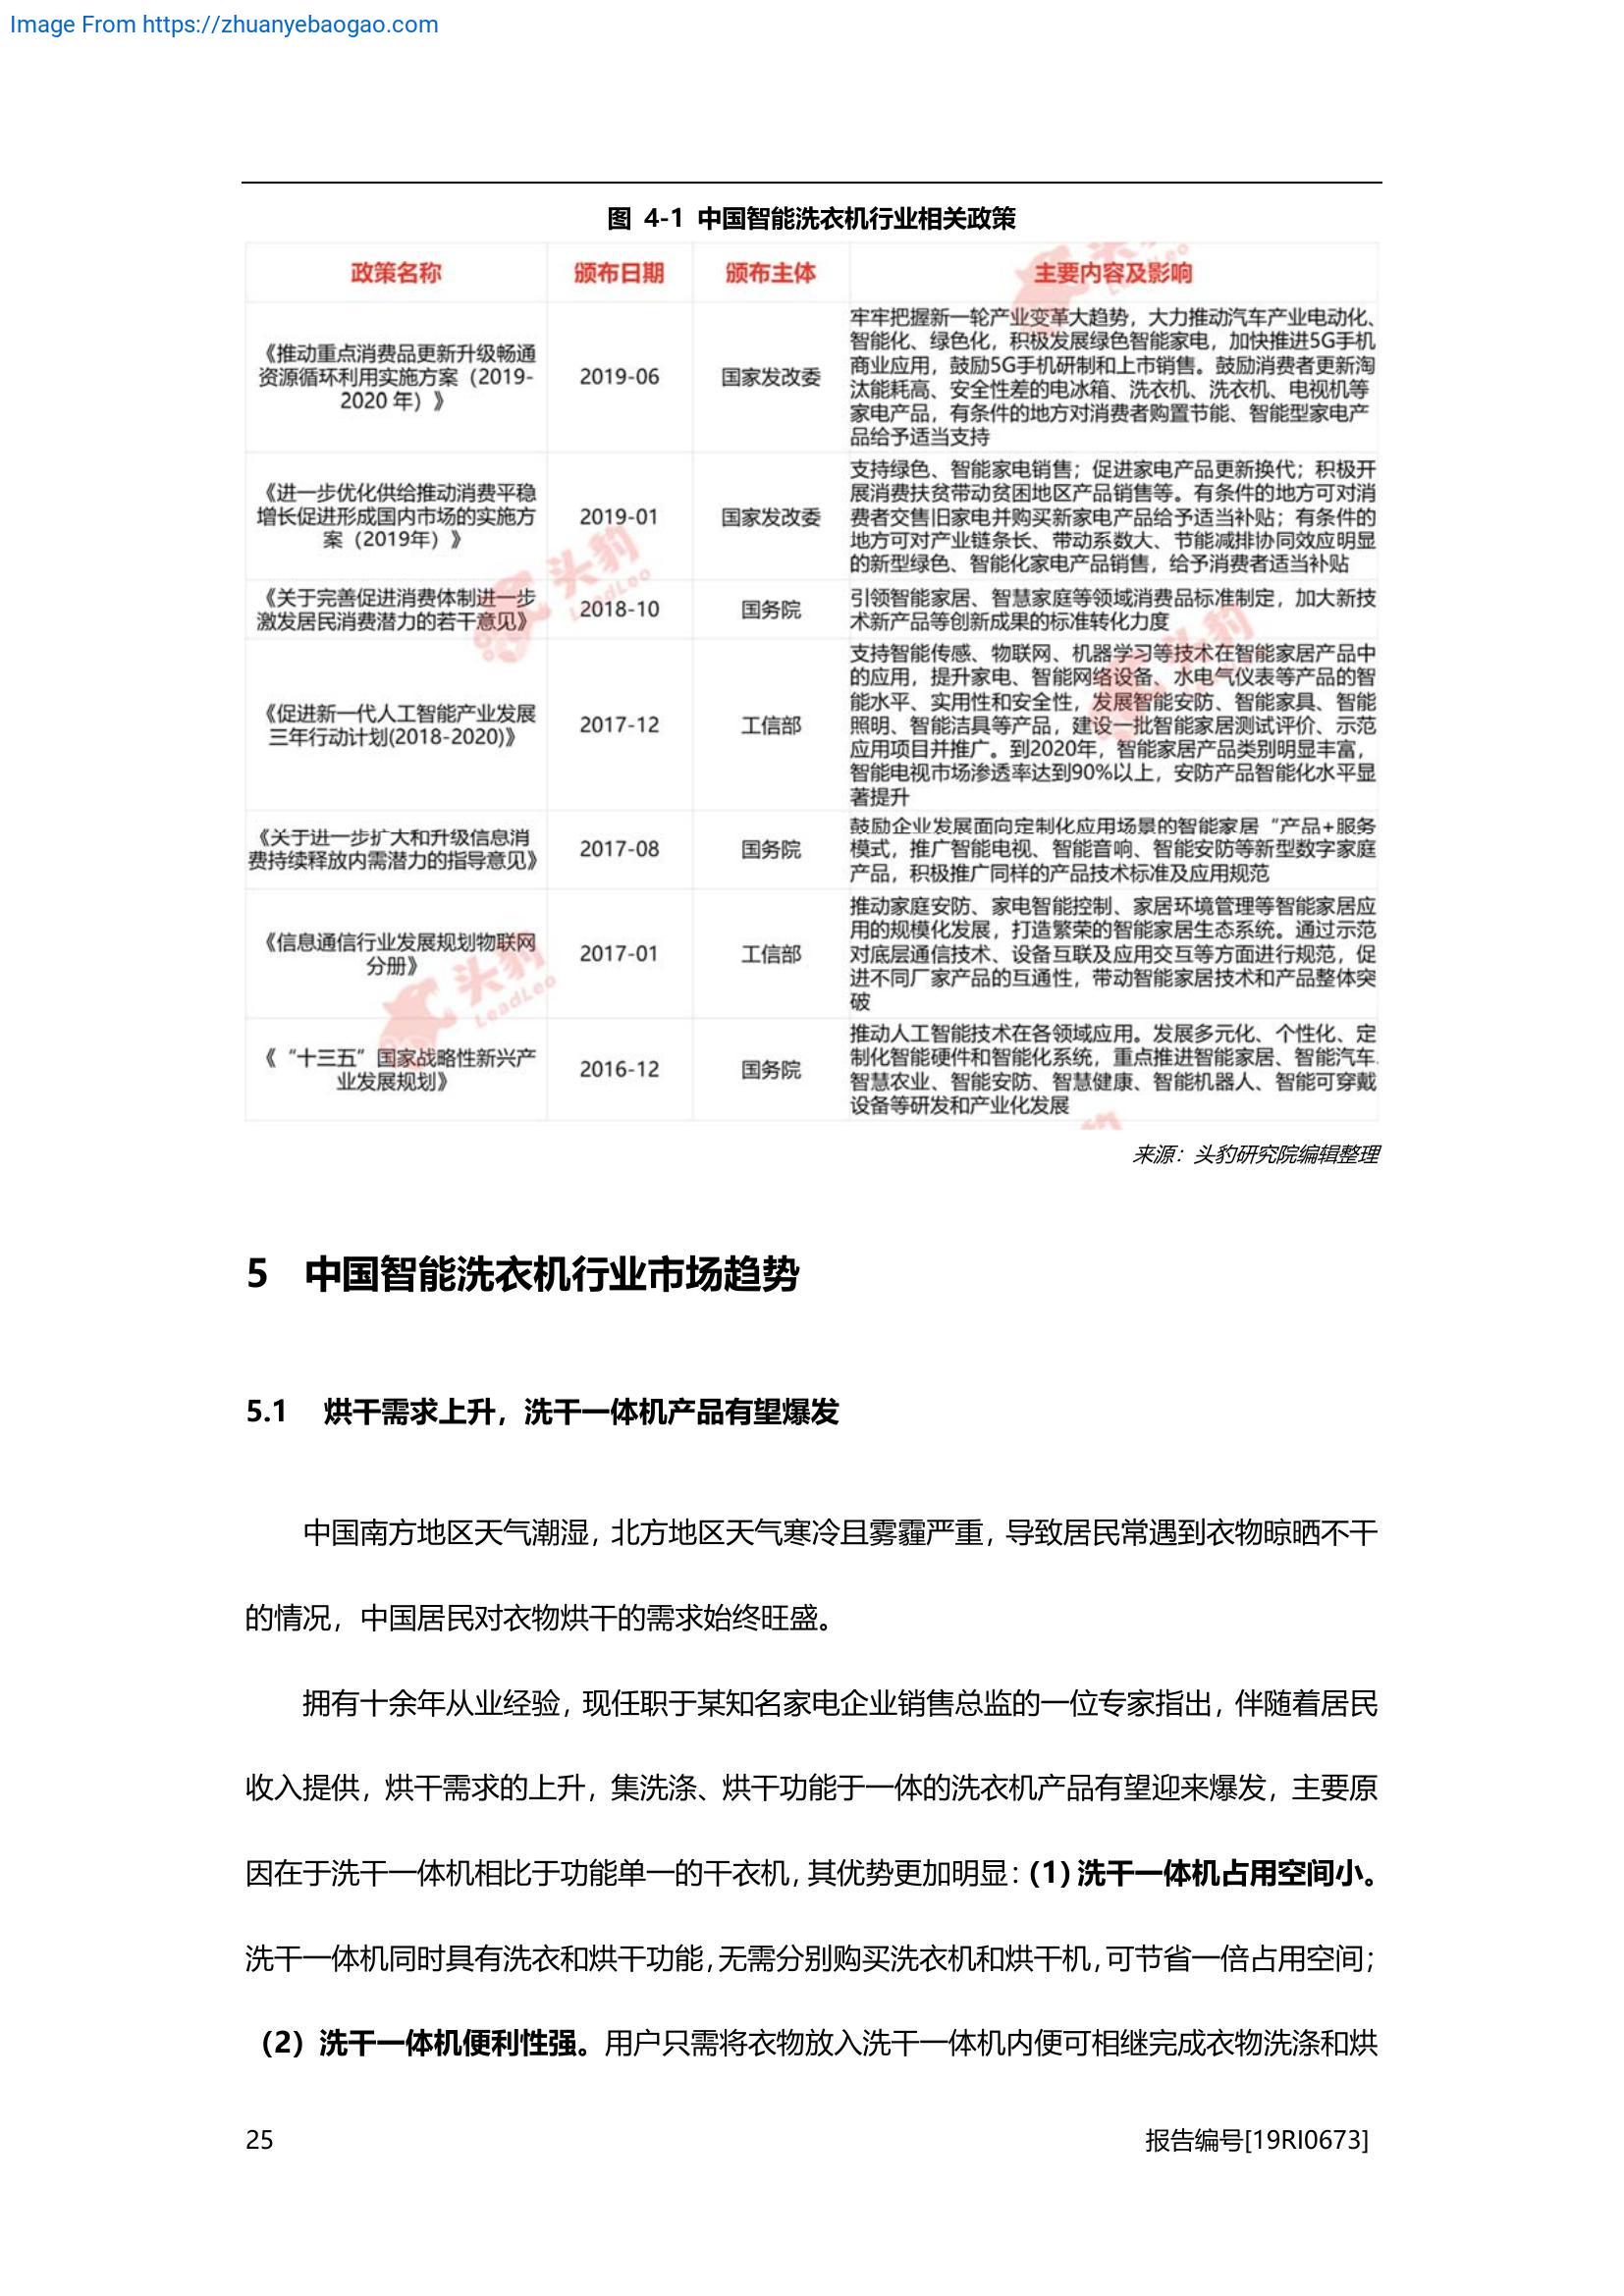 Image From https://zhuanyebaogao.com
图 4-1 中国智能洗衣机行业相关政策
政策名称 颁布日期 颁布主体 主要内容及影响
《推动重点消费品更新升级畅通
资源循环利用实施方案（2019-
2020 年）》
2019-06
国家发改委
牢牢把握新一轮产业变革大趋势，大力推动汽车产业电动化、
智能化、绿色化，积极发展绿色智能家电，加快推进5G手机
商业应用，鼓励5G手机研制和上市销售。鼓励消费者更新淘
汰能耗高、安全性差的电冰箱、洗衣机、洗衣机、电视机等
家电产品，有条件的地方对消费者购置节能、智能型家电产
品给予适当支持
《进一步优化供给推动消费平稳
增长促进形成国内市场的实施方
案（2019年）》
2019-01
国家发改委
支持绿色、智能家电销售；促进家电产品更新换代；积极开
展消费扶贫带动贫困地区产品销售等。有条件的地方可对消
费者交售旧家电并购买新家电产品给予适当补贴；有条件的
地方可对产业链条长、带动系数大、节能减排协同效应明显
的新型绿色、智能化家电产品销售，给予消费者适当补贴
《关于完善促进消费体制进一步
激发居民消费潜力的若干意见》
2018-10
国务院
引领智能家居、智慧家庭等领域消费品标准制定，加大新技
术新产品等创新成果的标准转化力度
《促进新一代人工智能产业发展
三年行动计划(2018-2020)》
2017-12
工信部
支持智能传感、物联网、机器学习等技术在智能家居产品中
的应用，提升家电、智能网络设备、水电气仪表等产品的智
能水平、实用性和安全性，发展智能安防、智能家具、智能
照明、智能洁具等产品，建设一批智能家居测试评价、示范
应用项目并推广。到2020年，智能家居产品类别明显丰富，
智能电视市场渗透率达到90%以上，安防产品智能化水平显
著提升
《关于进一步扩大和升级信息消
费持续释放内需潜力的指导意见》
2017-08
国务院
鼓励企业发展面向定制化应用场景的智能家居“产品+服务
模式，推广智能电视、智能音响、智能安防等新型数字家庭
产品，积极推广同样的产品技术标准及应用规范
《信息通信行业发展规划物联网
分册》
2017-01
工信部
推动家庭安防、家电智能控制、家居环境管理等智能家居应
用的规模化发展，打造繁荣的智能家居生态系统。通过示范
对底层通信技术、设备互联及应用交互等方面进行规范，促
进不同厂家产品的互通性，带动智能家居技术和产品整体突
破
《“十三五”国家战略性新兴产
业发展规划》
2016-12
国务院
推动人工智能技术在各领域应用。发展多元化、个性化、定
制化智能硬件和智能化系统，重点推进智能家居、智能汽车、
智慧农业、智能安防、智慧健康、智能机器人、智能可穿戴
设备等研发和产业化发展
头豹
LeadLeo
头豹
LeadLeo
来源：头豹研究院编辑整理
5 中国智能洗衣机行业市场趋势
5.1 烘干需求上升，洗干一体机产品有望爆发
中国南方地区天气潮湿，北方地区天气寒冷且雾霾严重，导致居民常遇到衣物晾晒不干
的情况，中国居民对衣物烘干的需求始终旺盛。
拥有十余年从业经验，现任职于某知名家电企业销售总监的一位专家指出，伴随着居民
收入提供，烘干需求的上升，集洗涤、烘干功能于一体的洗衣机产品有望迎来爆发，主要原
因在于洗干一体机相比于功能单一的干衣机，其优势更加明显：（1）洗干一体机占用空间小。
洗干一体机同时具有洗衣和烘干功能，无需分别购买洗衣机和烘干机，可节省一倍占用空间；
（2）洗干一体机便利性强。用户只需将衣物放入洗干一体机内便可相继完成衣物洗涤和烘
25 报告编号[19RI0673]